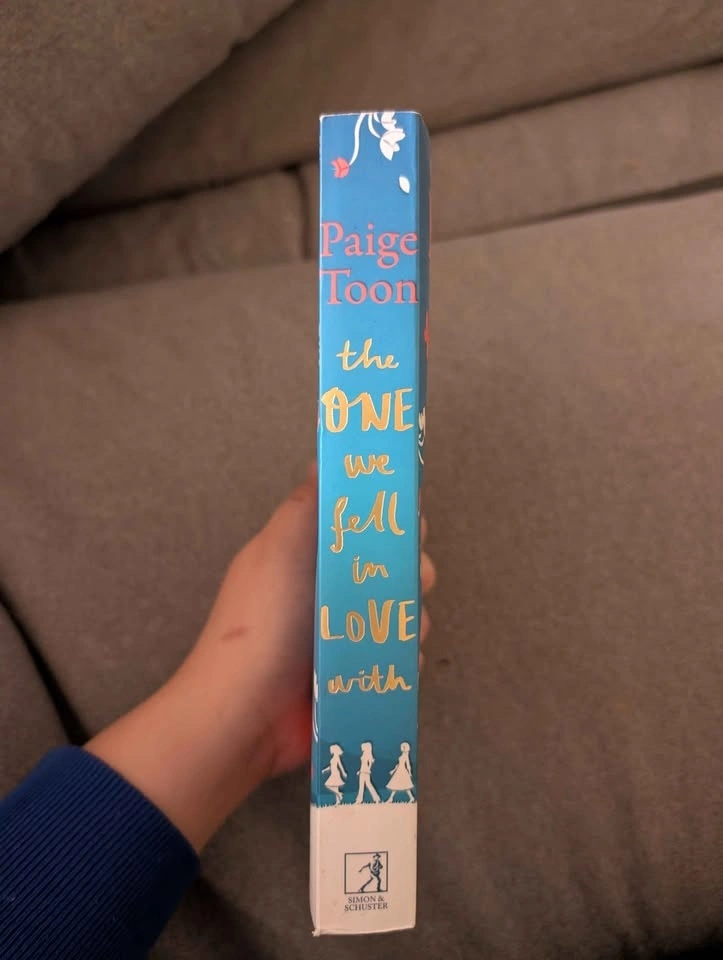 Paige
Toon
the
ONE
we
fell
in
LOVE
with
SIMON &
SCHUSTER